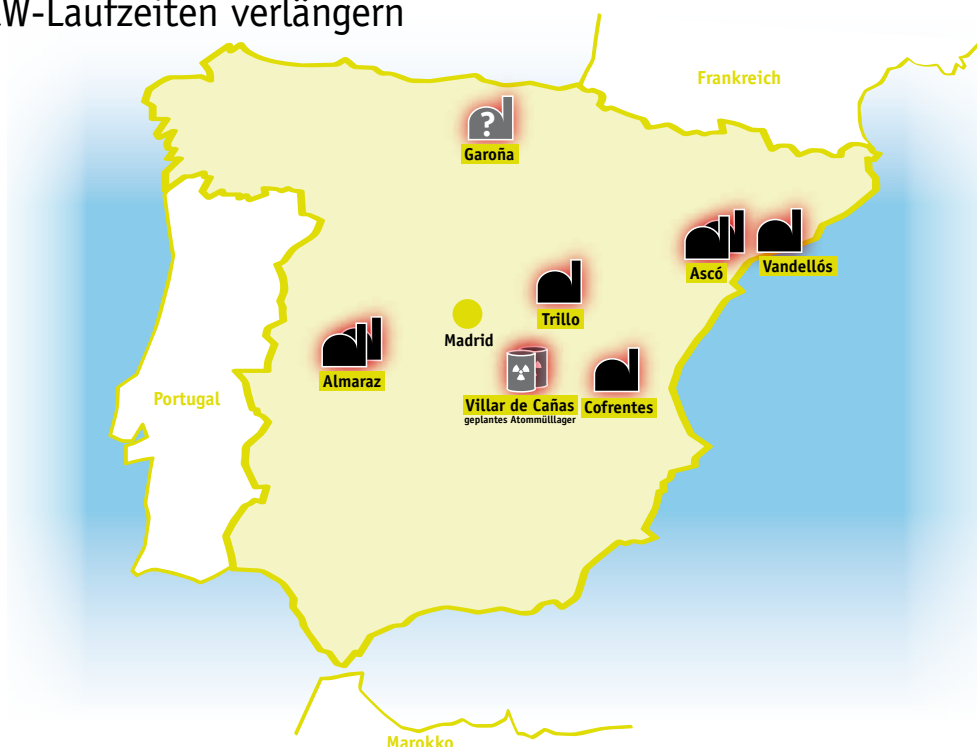 W-Laufzeiten verlängern
Frankreich
?
Garoña
Ascó
Vandellós
Trillo
Madrid
Almaraz
Portugal
Villar de Cañas
geplantes Atommülllager
Cofrentes
Marokko